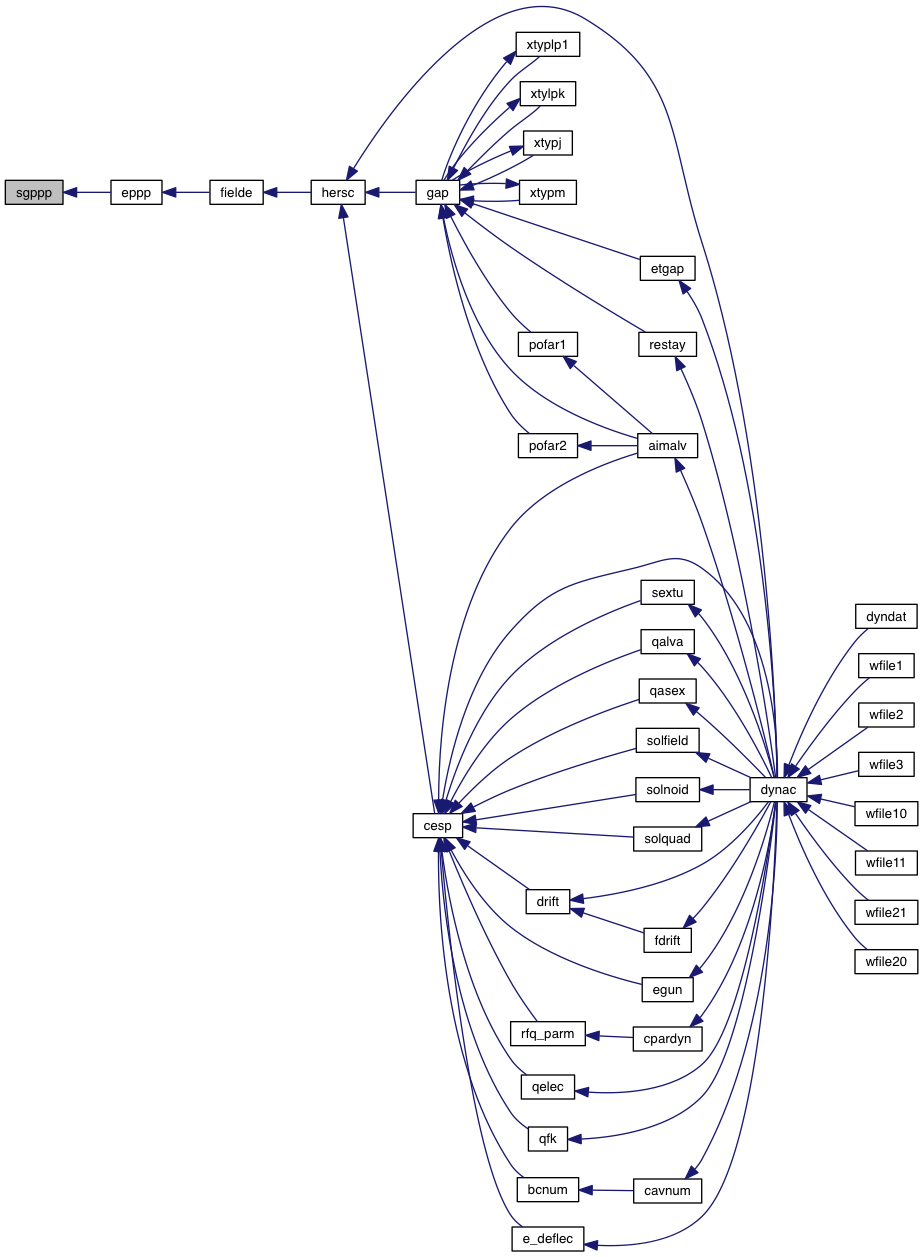 xtyplp1
xtylpk
xtypj
sgppp
eppp
fielde
hersc
gap
xtypm
etgap
pofar1
restay
pofar2
aimalv
sextu
dyndat
qalva
wfile1
qasex
wfile2
solfield
wfile3
solnoid
dynac
wfile10
cesp
solquad
wfile11
drift
wfile21
fdrift
wfile20
egun
rfq_parm
cpardyn
qelec
qfk
bcnum
cavnum
e_deflec